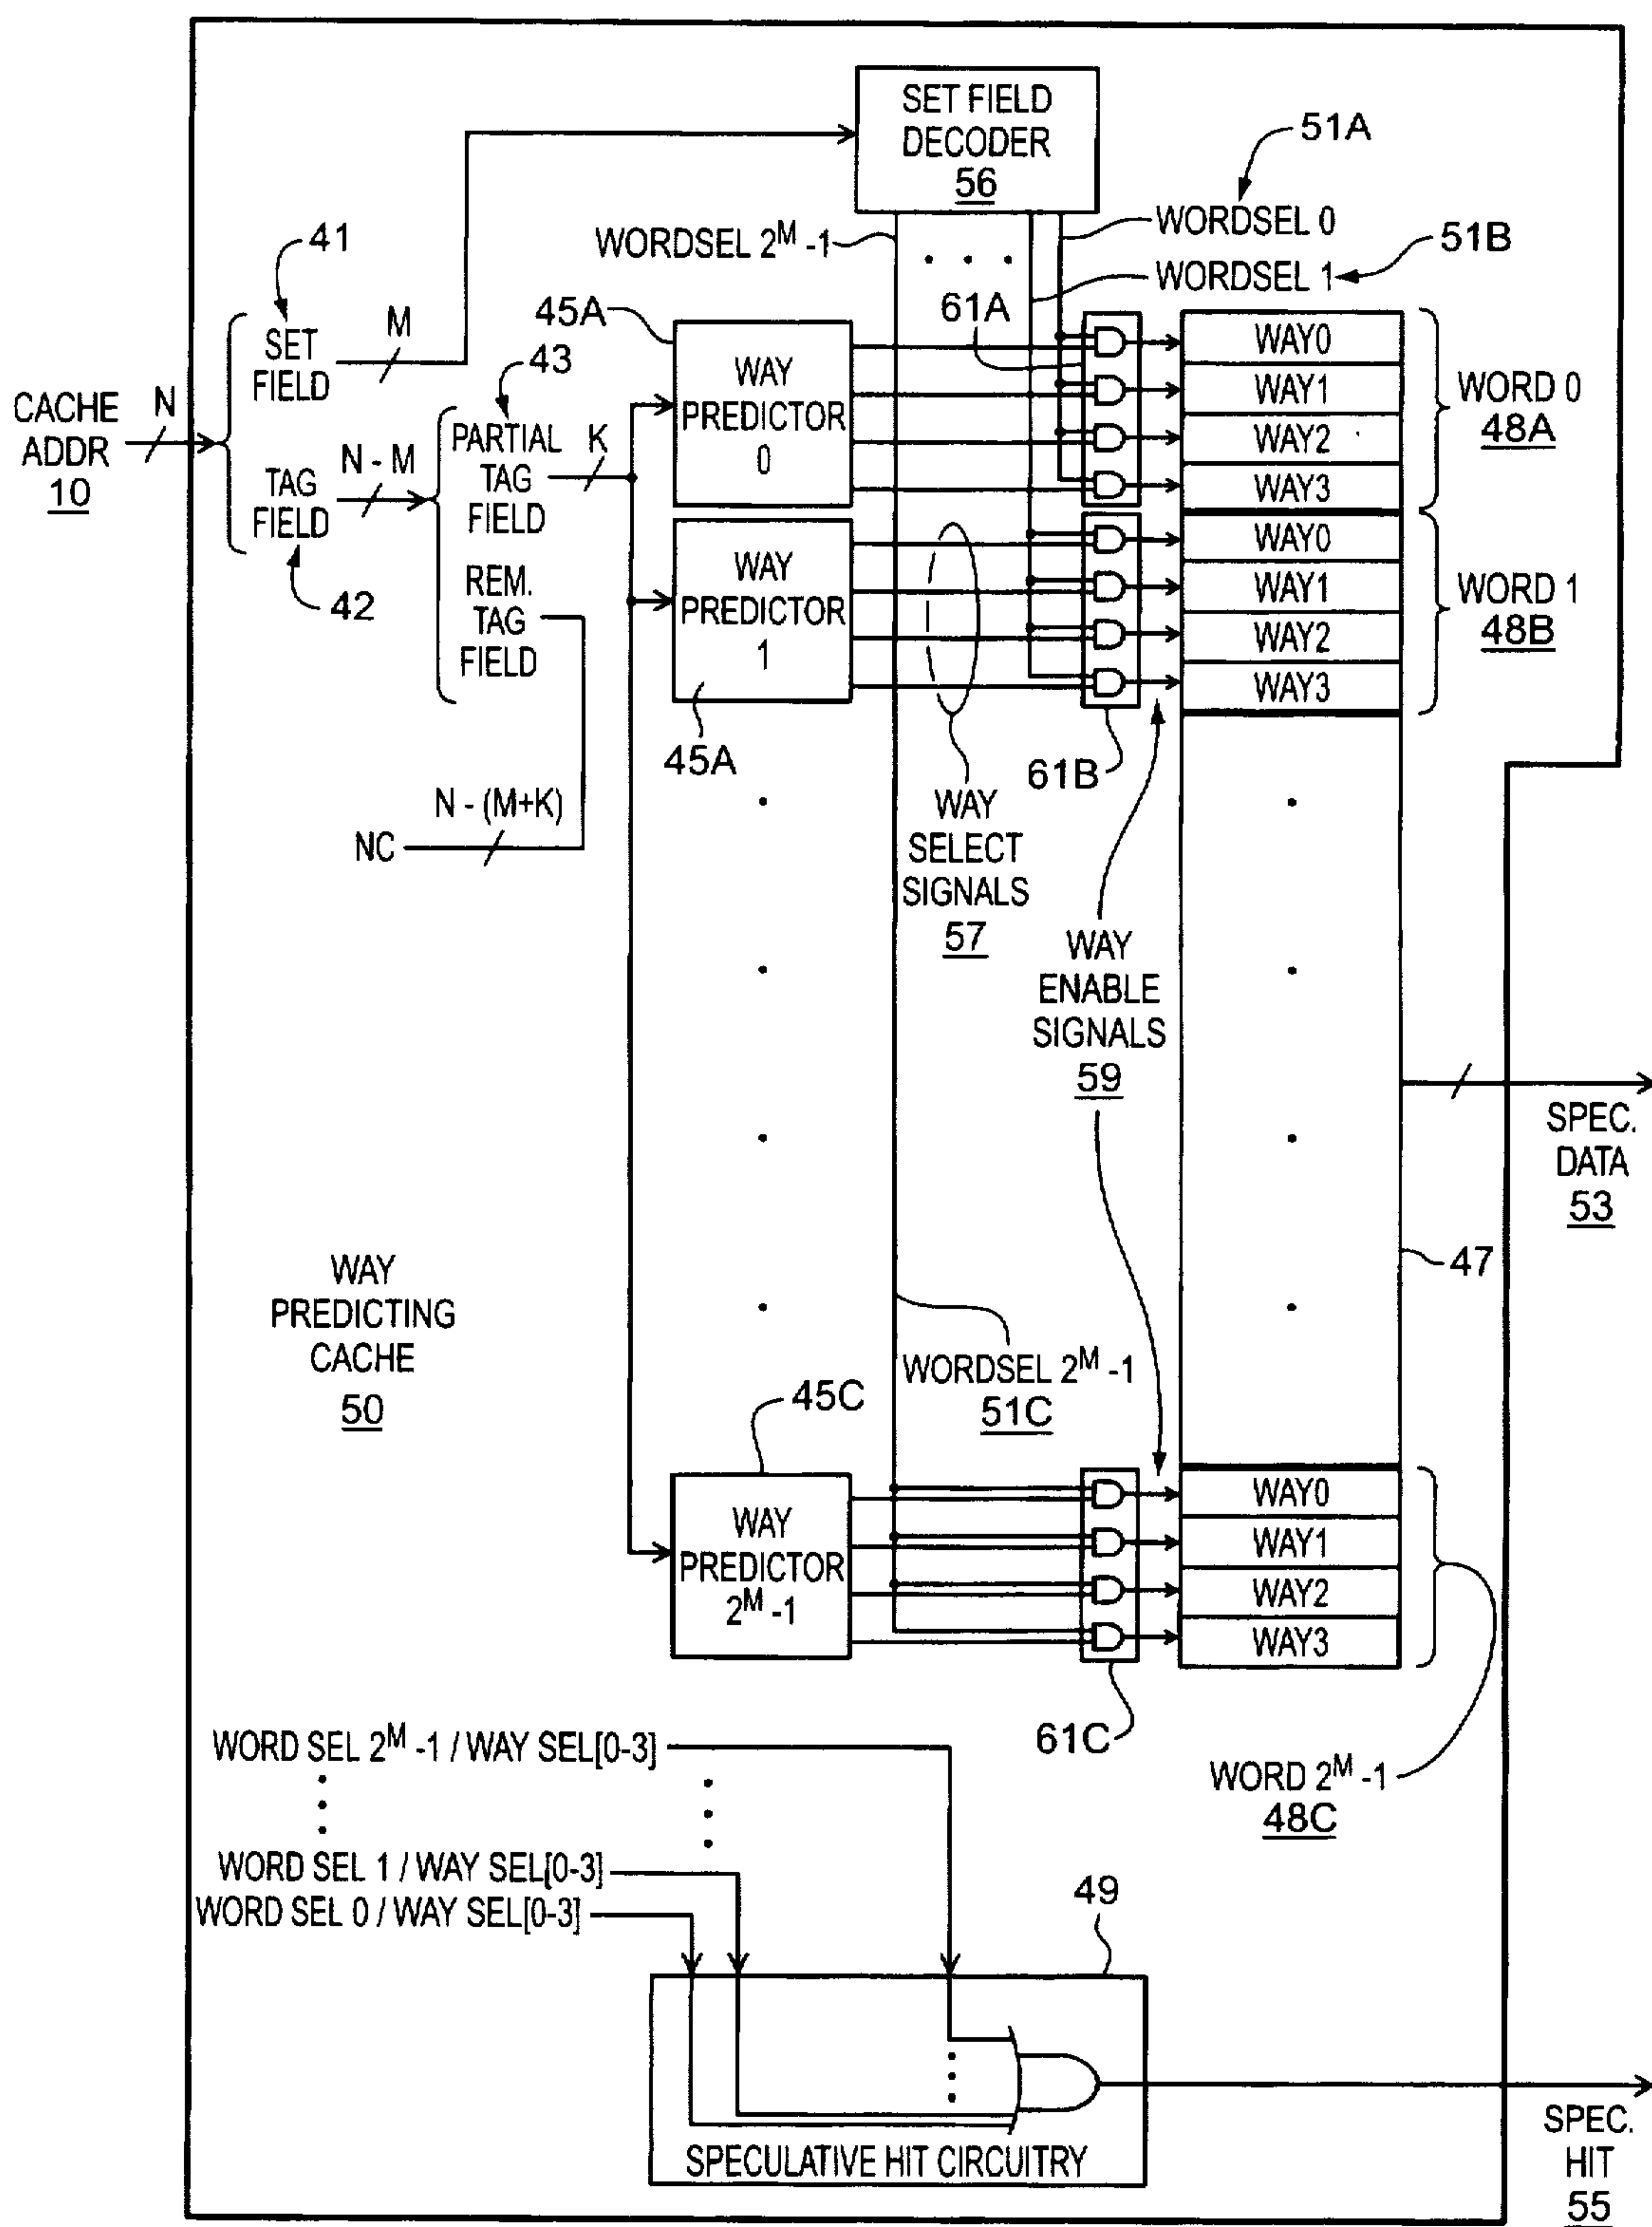 SET FIELD
DECODER
56
51A
WORDSEL 0
WORDSEL 2ᴹ -1
51B
WORDSEL 1
41
SET
FIELD
M
43
45A
61A
CACHE
ADDR
10
N
TAG
FIELD
42
N - M
PARTIAL
TAG
FIELD
K
REM.
TAG
FIELD
NC
N - (M+K)
WAY
PREDICTOR
0
WAY0
WAY1
WAY2
WAY3
WORD 0
48A
WAY
PREDICTOR
1
45A
WAY0
WAY1
WAY2
WAY3
WORD 1
48B
61B
WAY
SELECT
SIGNALS
57
WAY
ENABLE
SIGNALS
59
SPEC.
DATA
53
47
WAY
PREDICTING
CACHE
50
WORDSEL 2ᴹ -1
51C
45C
WAY
PREDICTOR
2ᴹ -1
WAY0
WAY1
WAY2
WAY3
61C
WORD 2ᴹ -1
48C
WORD SEL 2ᴹ -1 / WAY SEL[0-3]
WORD SEL 1 / WAY SEL[0-3]
WORD SEL 0 / WAY SEL[0-3]
49
SPECULATIVE HIT CIRCUITRY
SPEC.
HIT
55